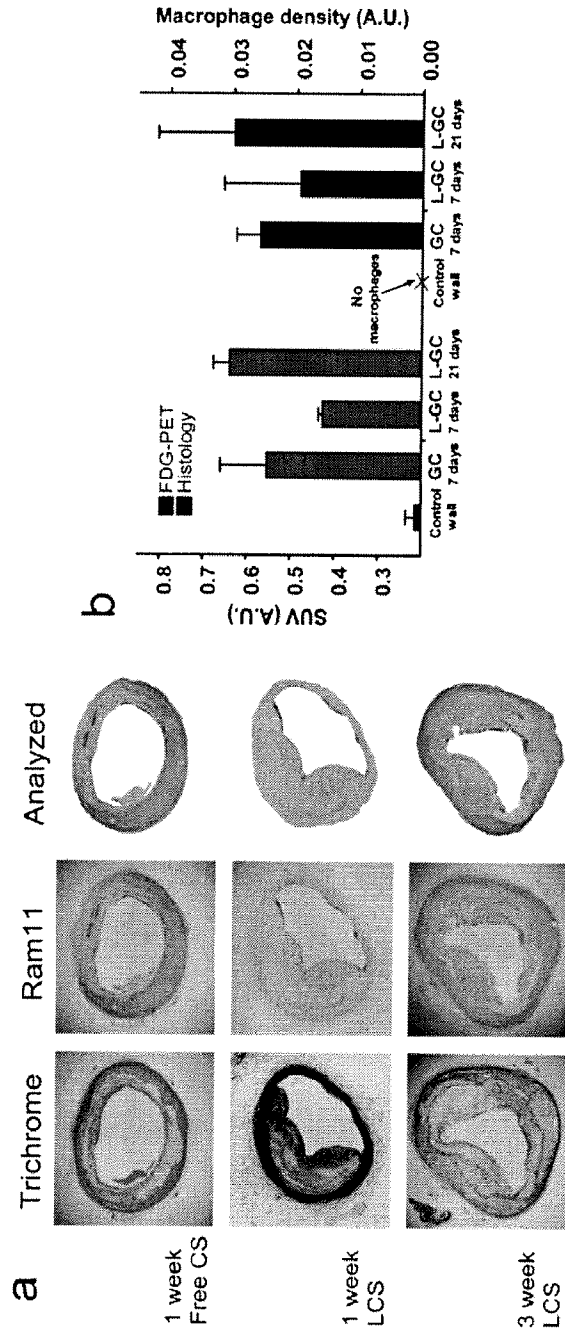 a
Trichrome
Ram11
Analyzed
1 week
Free CS
1 week
LCS
3 week
LCS
b
FDG-PET
Histology
SUV (A.U.)
0.8
0.7
0.6
0.5
0.4
0.3
Macrophage density (A.U.)
0.04
0.03
0.02
0.01
0.00
No
macrophages
Control
wall
GC
7 days
L-GC
7 days
L-GC
21 days
Control
wall
GC
7 days
L-GC
7 days
L-GC
21 days